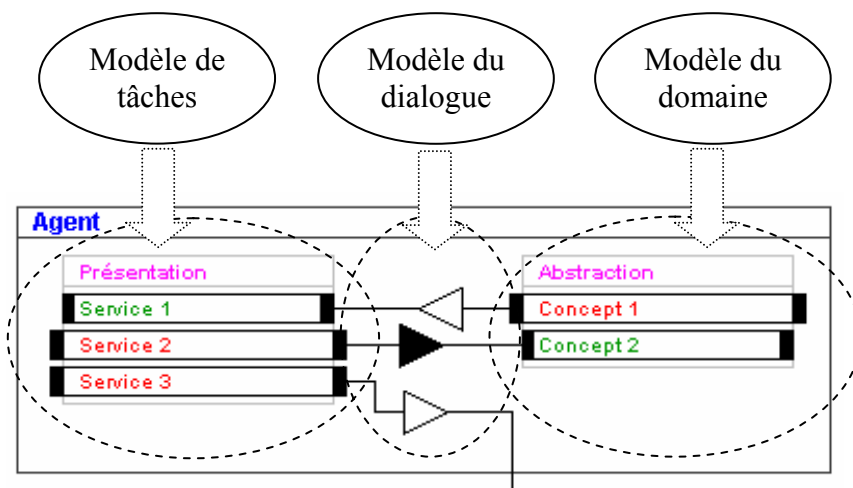 Modèle de
tâches
Modèle du
dialogue
Modèle du
domaine
Agent
Présentation
Service 1
Service 2
Service 3
Abstraction
Concept 1
Concept 2